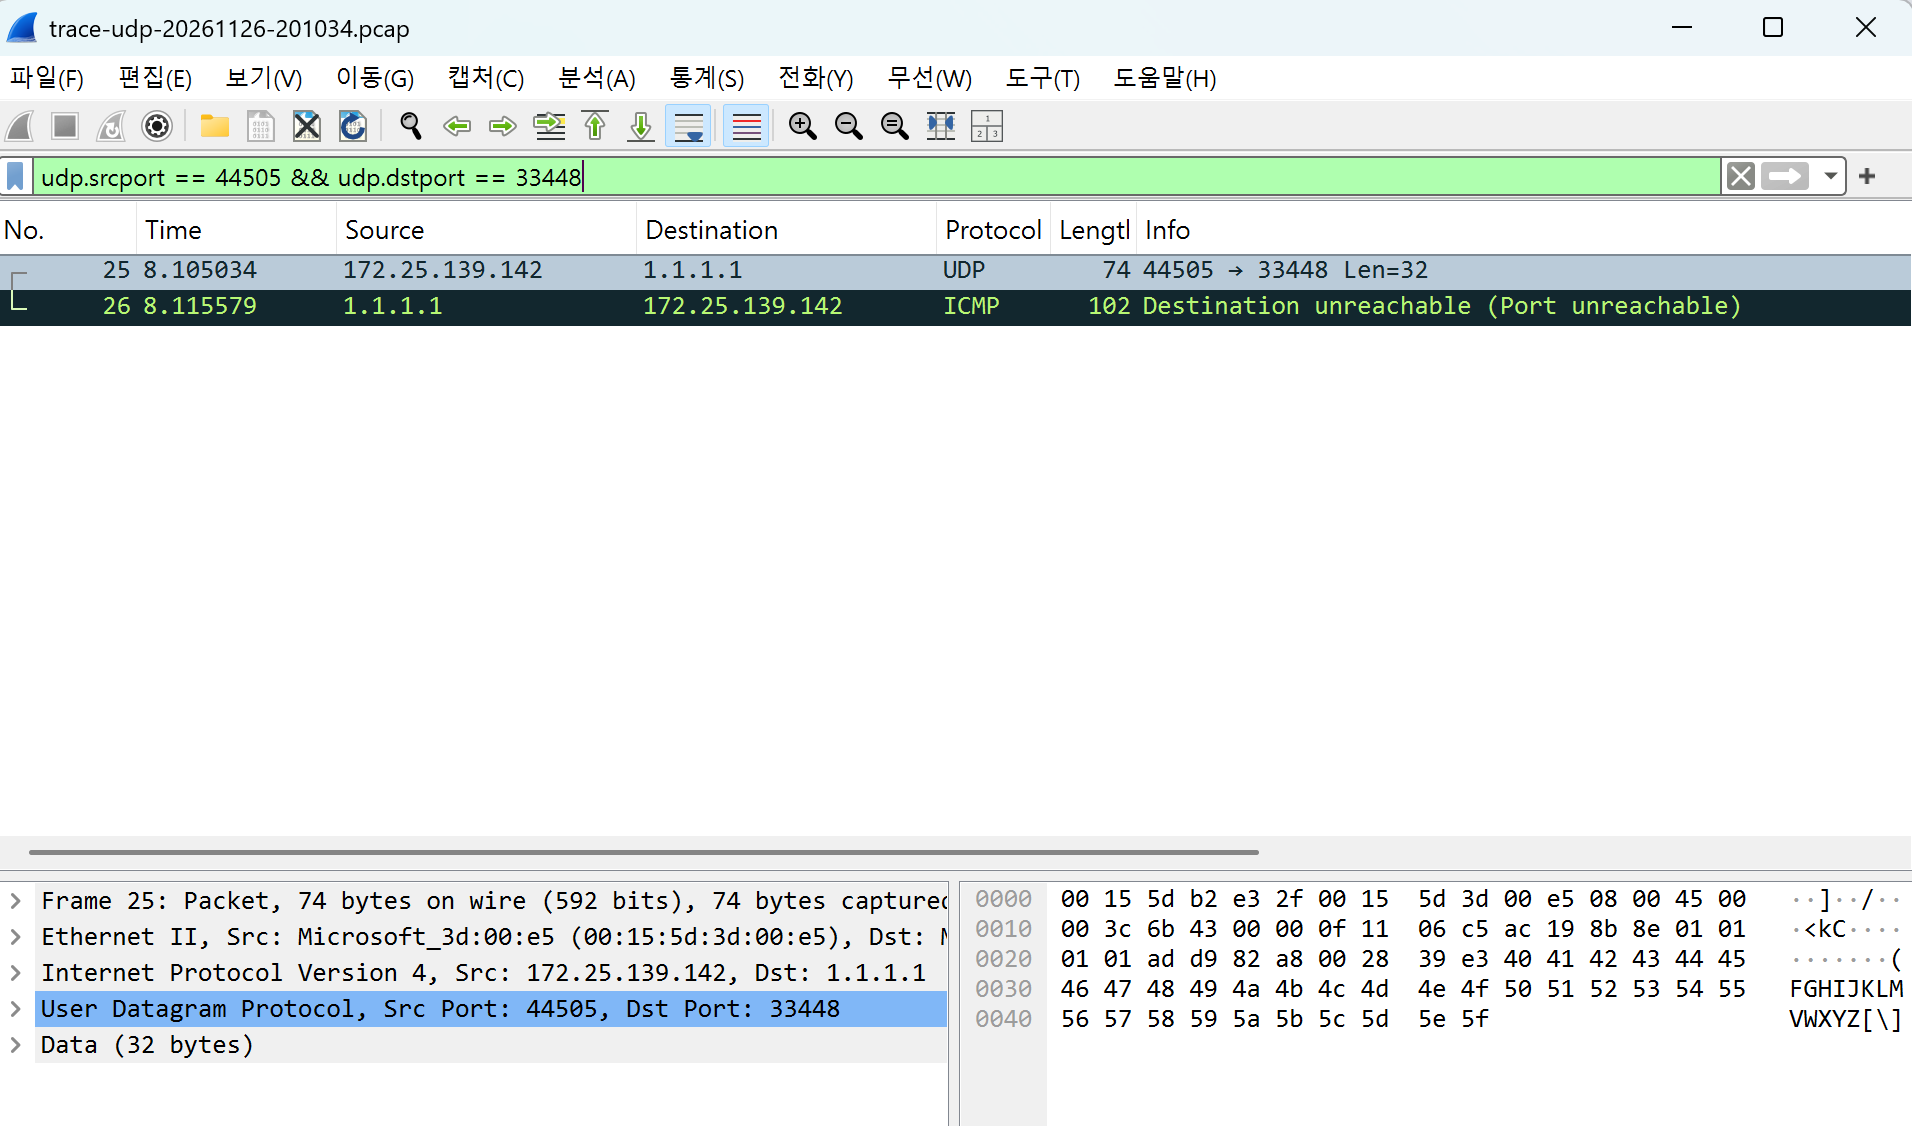 trace-udp-20261126-201034.pcap
파일(F) 편집(E) 보기(V) 이동(G) 캡처(C) 분석(A) 통계(S) 전화(Y) 무선(W) 도구(T) 도움말(H)
udp.srcport == 44505 && udp.dstport == 33448
No. Time Source Destination Protocol Lengtl Info
25 8.105034 172.25.139.142 1.1.1.1 UDP 74 44505 → 33448 Len=32
26 8.115579 1.1.1.1 172.25.139.142 ICMP 102 Destination unreachable (Port unreachable)
Frame 25: Packet, 74 bytes on wire (592 bits), 74 bytes captured
Ethernet II, Src: Microsoft_3d:00:e5 (00:15:5d:3d:00:e5), Dst: M
Internet Protocol Version 4, Src: 172.25.139.142, Dst: 1.1.1.1
User Datagram Protocol, Src Port: 44505, Dst Port: 33448
Data (32 bytes)
0000 00 15 5d b2 e3 2f 00 15 5d 3d 00 e5 08 00 45 00 ··]··/··
0010 00 3c 6b 43 00 00 0f 11 06 c5 ac 19 8b 8e 01 01 ·<kC····
0020 01 01 ad d9 82 a8 00 28 39 e3 40 41 42 43 44 45 ·······(
0030 46 47 48 49 4a 4b 4c 4d 4e 4f 50 51 52 53 54 55 FGHIJKLM
0040 56 57 58 59 5a 5b 5c 5d 5e 5f VWXYZ[\]